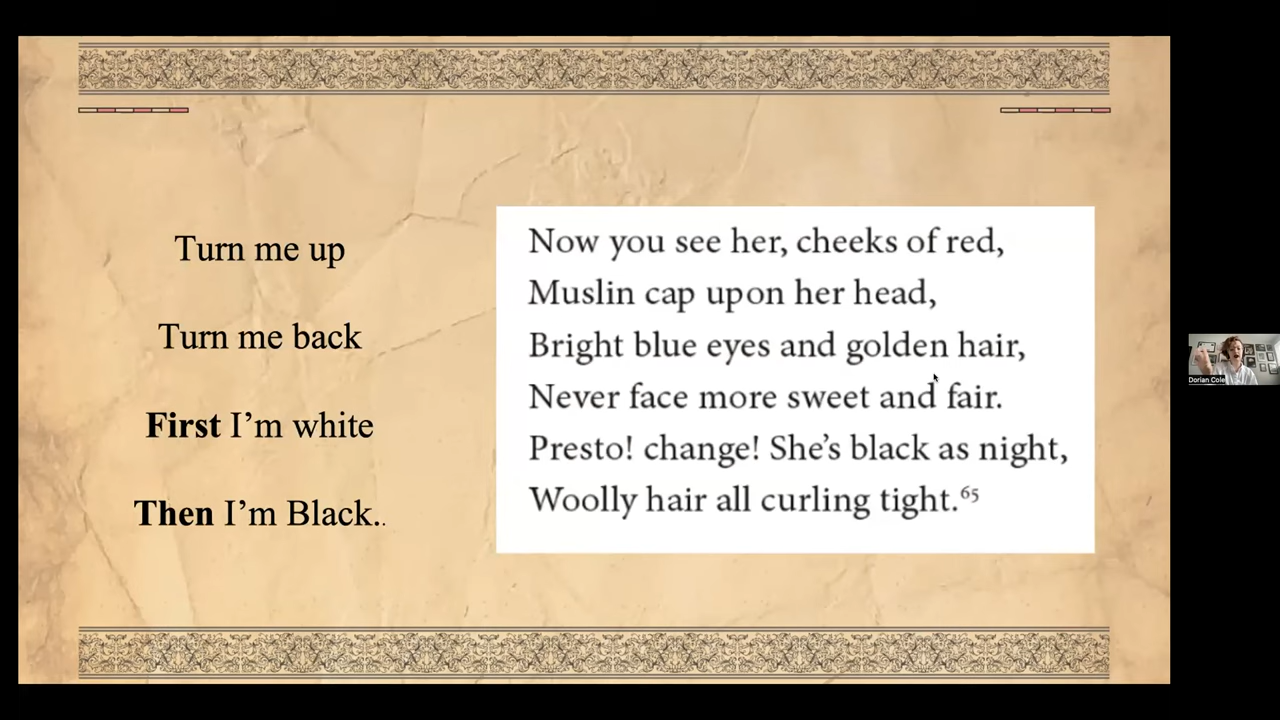 Turn me up
Turn me back
First I’m white
Then I’m Black..
Now you see her, cheeks of red,
Muslin cap upon her head,
Bright blue eyes and golden hair,
Never face more sweet and fair.
Presto! change! She’s black as night,
Woolly hair all curling tight.⁶⁵
Dorian Cole